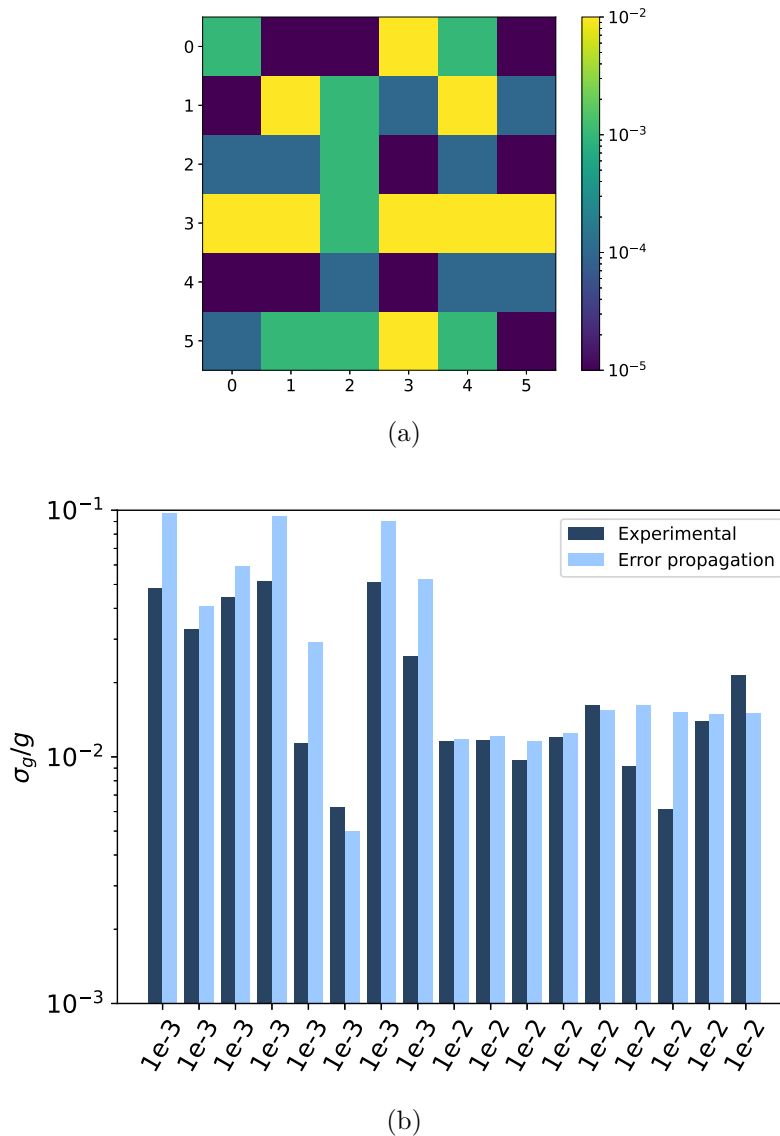 0
1
2
3
4
5
0 1 2 3 4 5
10⁻²
10⁻³
10⁻⁴
10⁻⁵
(a)
10⁻¹
10⁻²
10⁻³
σg/g
Experimental
Error propagation
1e-3 1e-3 1e-3 1e-3 1e-3 1e-3 1e-3 1e-3 1e-2 1e-2 1e-2 1e-2 1e-2 1e-2 1e-2 1e-2 1e-2
(b)